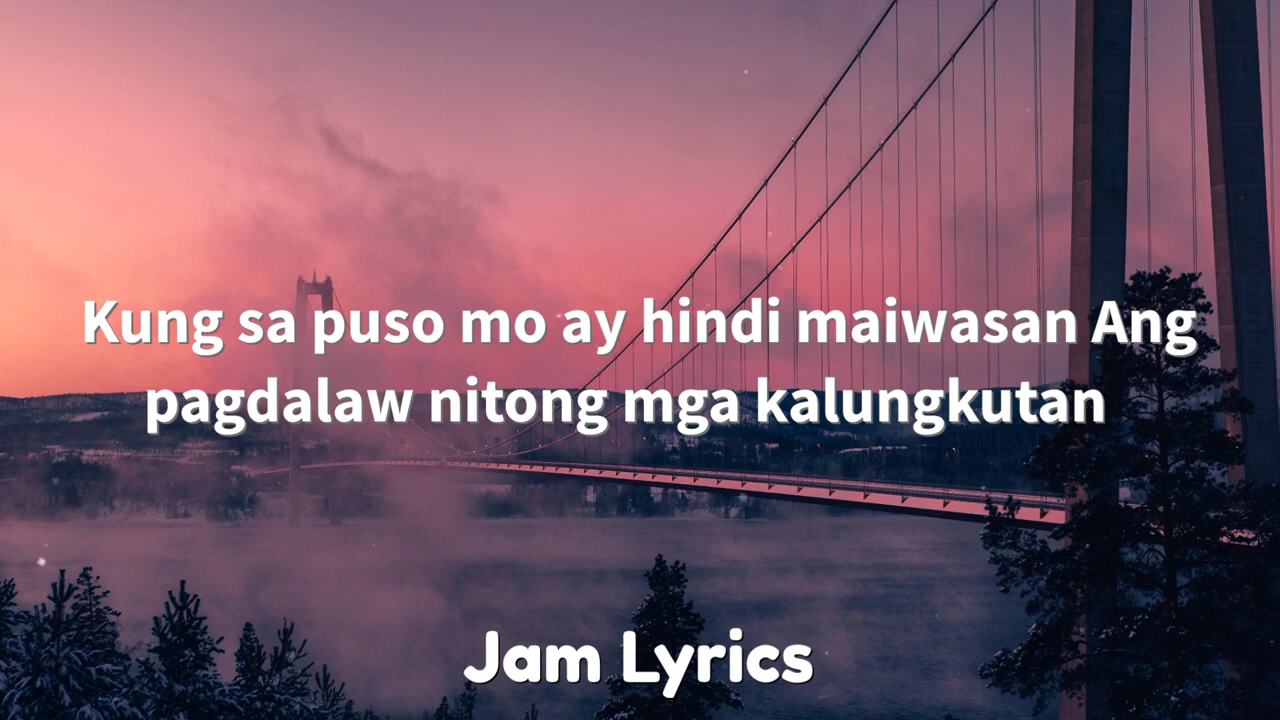 Kung sa puso mo ay hindi maiwasan Ang
pagdalaw nitong mga kalungkutan
Jam Lyrics